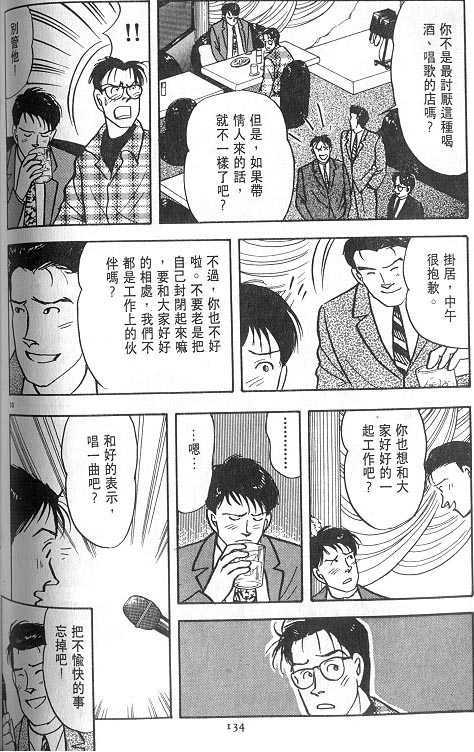 你不是最討厭這種喝
酒、唱歌的店嗎？
但是，如果帶
情人來的話，
就不一樣了吧？
!!
別管他！
掛居，中午
很抱歉。
不過，你也不好
啦。不要老是把
自己封閉起來嘛
，要和大家好好
的相處，我們不
都是工作上的伙
伴嗎？
你也想和大
家好好的一
起工作吧？
⋯⋯⋯
⋯嗯⋯
和好的表示，
唱一曲吧？
把不愉快的事
忘掉吧！
134